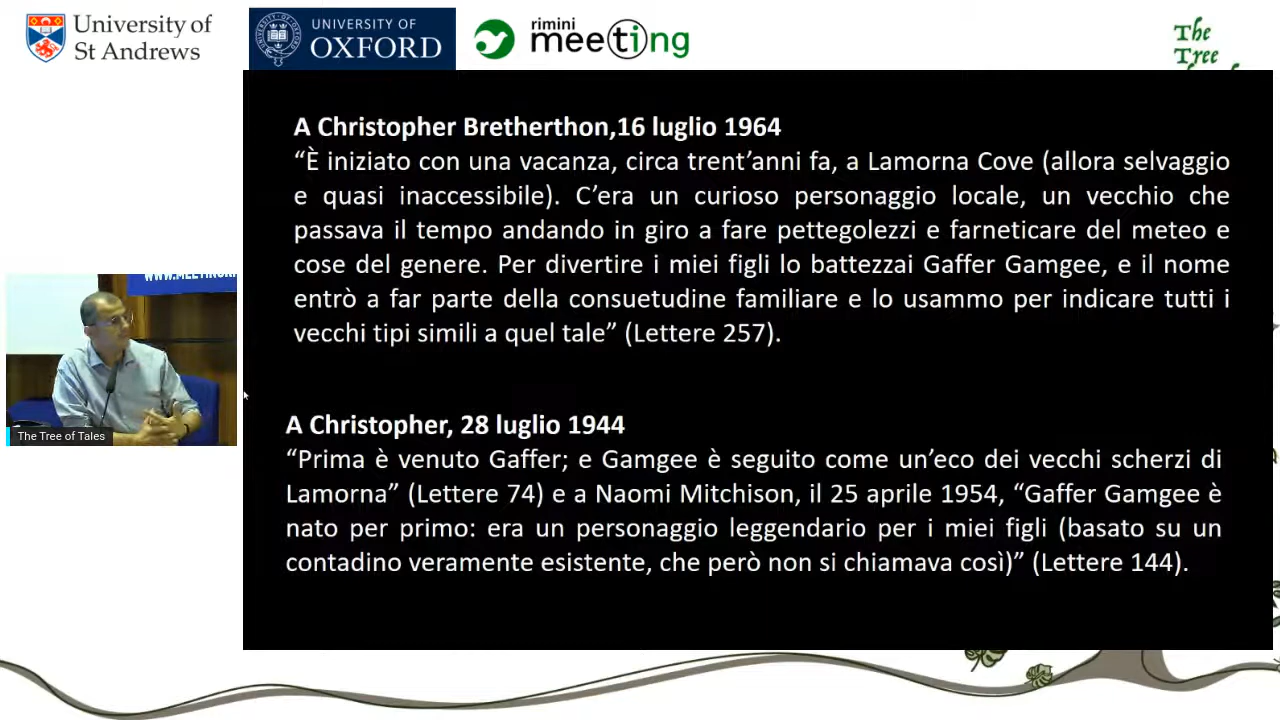 University of
St Andrews
UNIVERSITY OF
OXFORD
rimini
meeting
The
Tree
A Christopher Bretherthon,16 luglio 1964
“È iniziato con una vacanza, circa trent’anni fa, a Lamorna Cove (allora selvaggio
e quasi inaccessibile). C’era un curioso personaggio locale, un vecchio che
passava il tempo andando in giro a fare pettegolezzi e farneticare del meteo e
cose del genere. Per divertire i miei figli lo battezzai Gaffer Gamgee, e il nome
entrò a far parte della consuetudine familiare e lo usammo per indicare tutti i
vecchi tipi simili a quel tale” (Lettere 257).
A Christopher, 28 luglio 1944
“Prima è venuto Gaffer; e Gamgee è seguito come un’eco dei vecchi scherzi di
Lamorna” (Lettere 74) e a Naomi Mitchison, il 25 aprile 1954, “Gaffer Gamgee è
nato per primo: era un personaggio leggendario per i miei figli (basato su un
contadino veramente esistente, che però non si chiamava così)” (Lettere 144).
The Tree of Tales